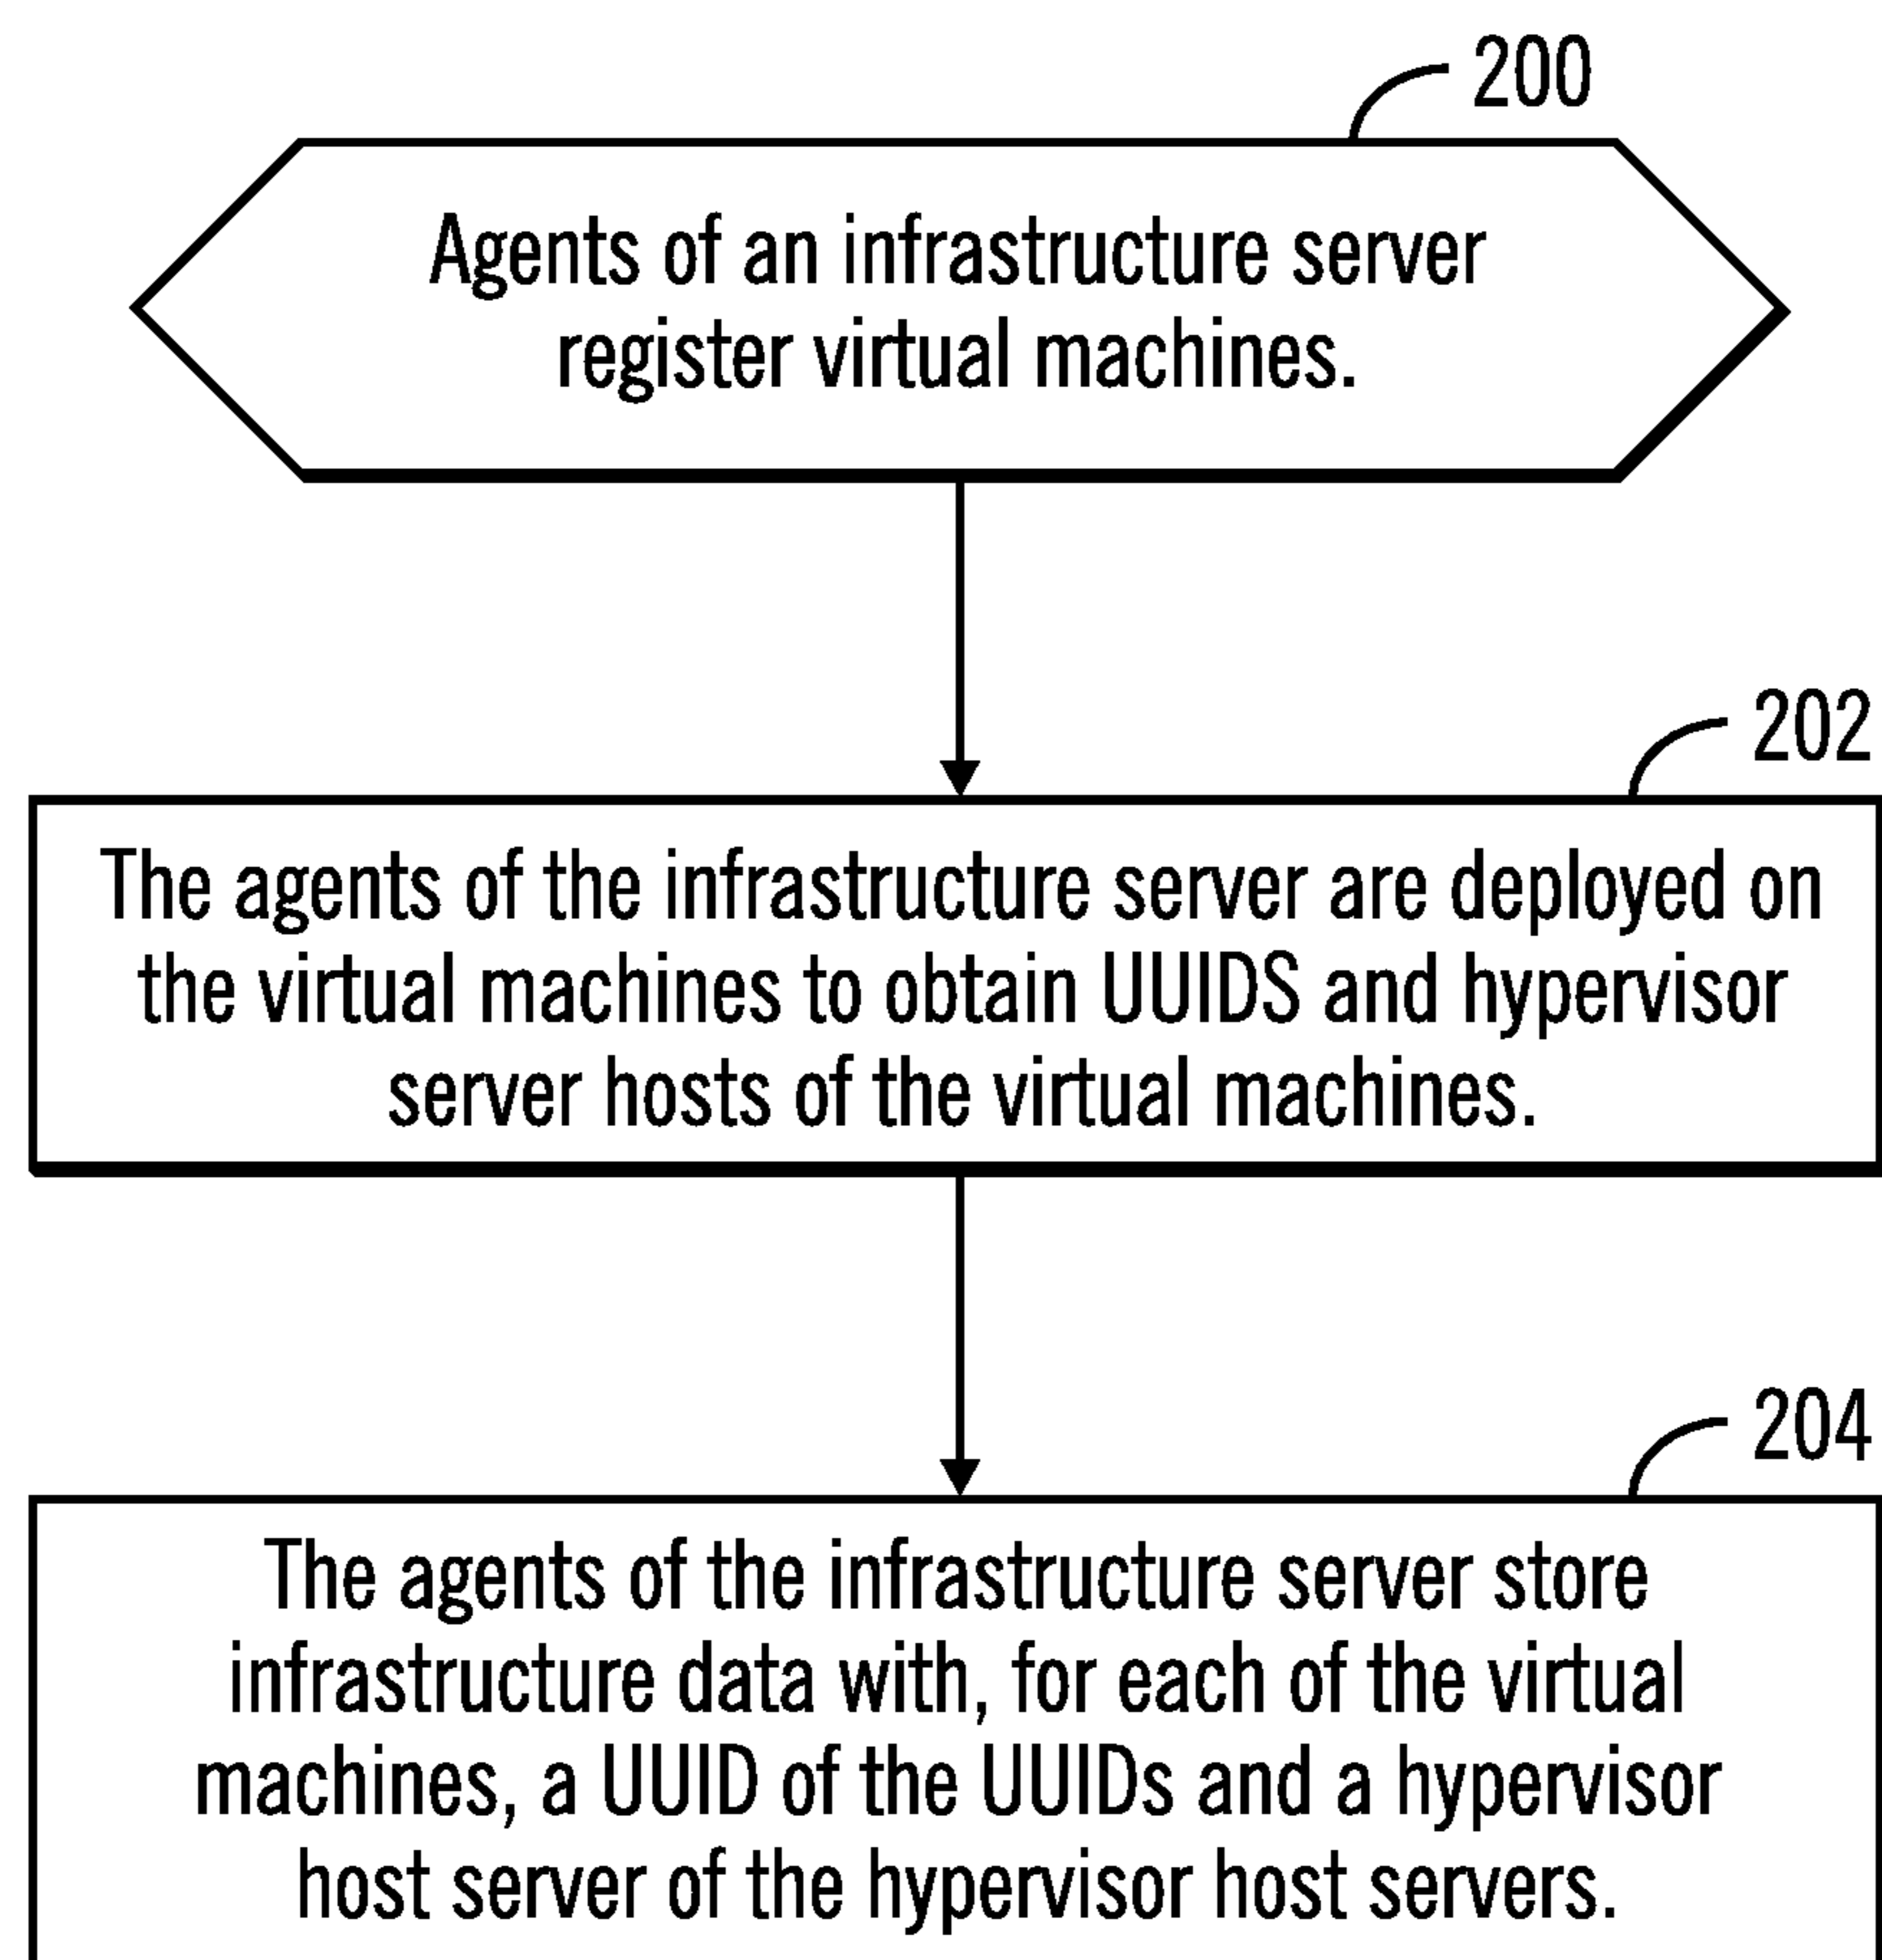 200
Agents of an infrastructure server
register virtual machines.
202
The agents of the infrastructure server are deployed on
the virtual machines to obtain UUIDS and hypervisor
server hosts of the virtual machines.
204
The agents of the infrastructure server store
infrastructure data with, for each of the virtual
machines, a UUID of the UUIDs and a hypervisor
host server of the hypervisor host servers.